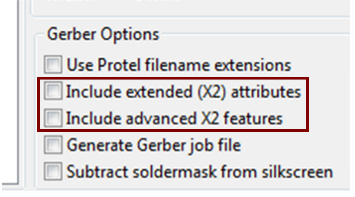 Gerber Options
Use Protel filename extensions
Include extended (X2) attributes
Include advanced X2 features
Generate Gerber job file
Subtract soldermask from silkscreen